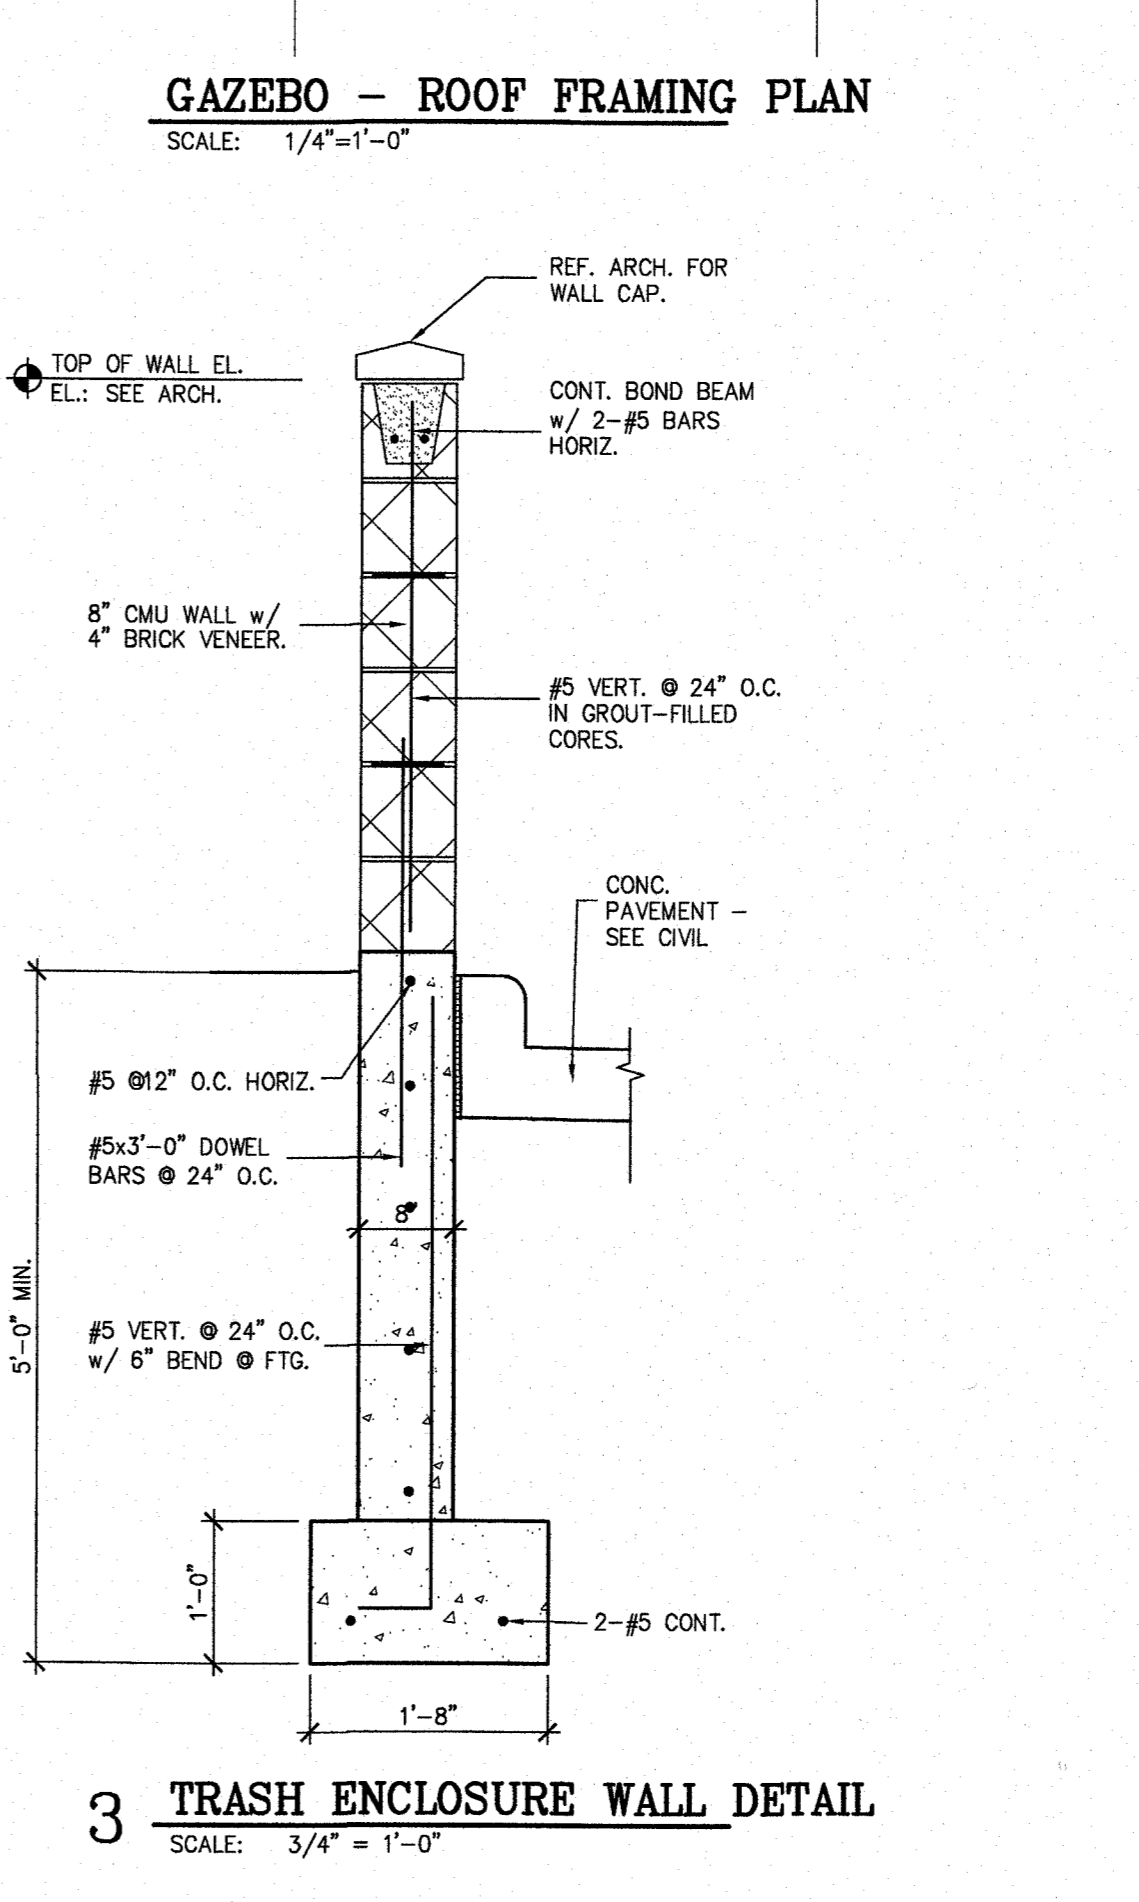 GAZEBO - ROOF FRAMING PLAN
SCALE: 1/4"=1'-0"
REF. ARCH. FOR
WALL CAP.
TOP OF WALL EL.
EL.: SEE ARCH.
CONT. BOND BEAM
w/ 2-#5 BARS
HORIZ.
8" CMU WALL w/
4" BRICK VENEER.
#5 VERT. @ 24" O.C.
IN GROUT-FILLED
CORES.
CONC.
PAVEMENT -
SEE CIVIL
#5 @12" O.C. HORIZ.
#5x3'-0" DOWEL
BARS @ 24" O.C.
8"
5'-0" MIN.
#5 VERT. @ 24" O.C.
w/ 6" BEND @ FTG.
1'-0"
2-#5 CONT.
1'-8"
3 TRASH ENCLOSURE WALL DETAIL
SCALE: 3/4" = 1'-0"